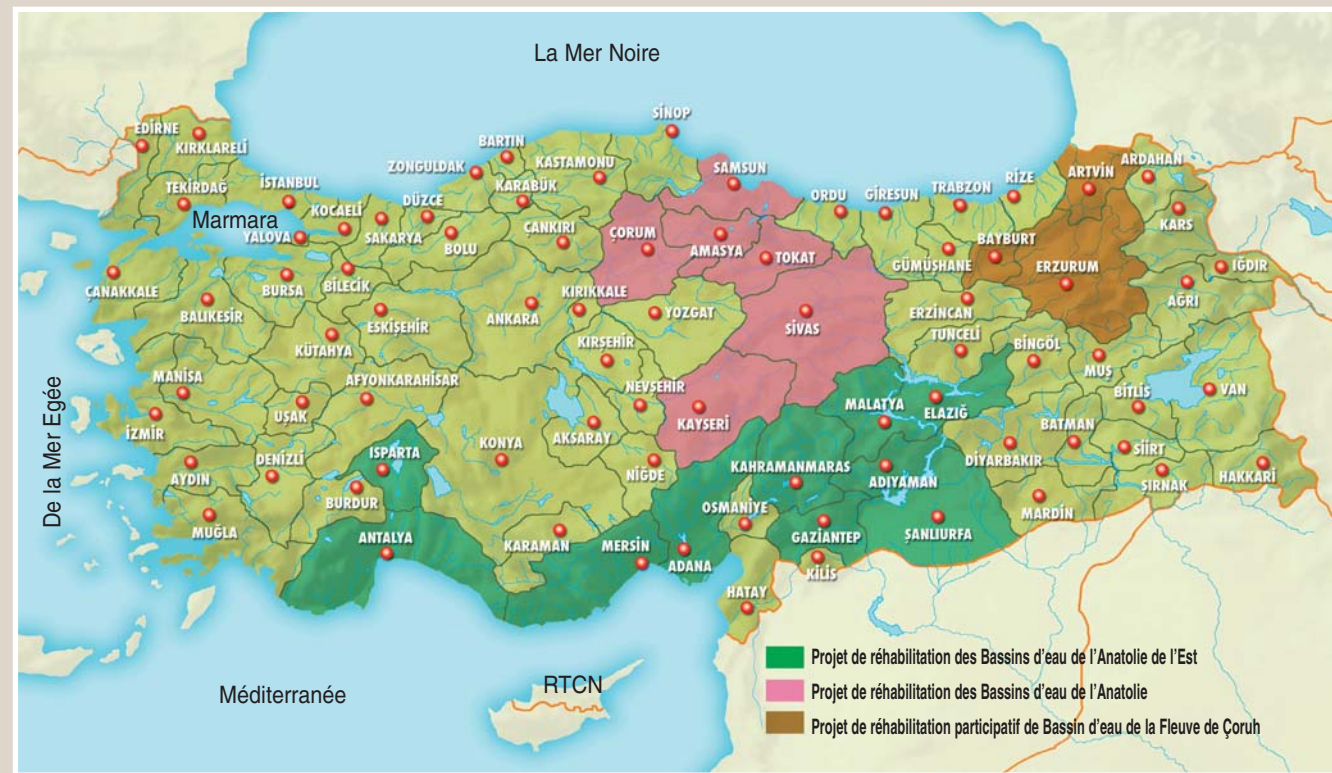 La Mer Noire
SİNOP
EDİRNE
KIRKLARELİ
BARTIN
ZONGULDAK
KASTAMONU
SAMSUN
ARTVİN
ARDAHAN
TEKİRDAĞ
İSTANBUL
KOCAELİ
DÜZCE
KARABÜK
ORDU
GİRESUN
TRABZON
RİZE
Marmara
YALOVA
SAKARYA
BOLU
ÇANKIRI
ÇORUM
AMASYA
TOKAT
GÜMÜŞHANE
BAYBURT
KARS
ERZURUM
IĞDIR
ÇANAKKALE
BURSA
BİLECİK
BALIKESİR
ESKİŞEHİR
ANKARA
KIRIKKALE
YOZGAT
SİVAS
ERZİNCAN
AĞRI
KÜTAHYA
KIRŞEHİR
TUNCELİ
BİNGÖL
MUŞ
De la Mer Egée
MANİSA
UŞAK
AFYONKARAHİSAR
NEVŞEHİR
KAYSERİ
MALATYA
ELAZIĞ
BİTLİS
VAN
İZMİR
AYDIN
DENİZLİ
ISPARTA
KONYA
AKSARAY
NİĞDE
KAHRAMANMARAS
ADIYAMAN
DİYARBAKIR
BATMAN
SİİRT
ŞIRNAK
HAKKARİ
BURDUR
MUĞLA
ANTALYA
KARAMAN
MERSİN
ADANA
OSMANİYE
GAZİANTEP
ŞANLIURFA
MARDİN
KİLİS
HATAY
Méditerranée
RTCN
Projet de réhabilitation des Bassins d'eau de l'Anatolie de l'Est
Projet de réhabilitation des Bassins d'eau de l'Anatolie
Projet de réhabilitation participatif de Bassin d'eau de la Fleuve de Çoruh